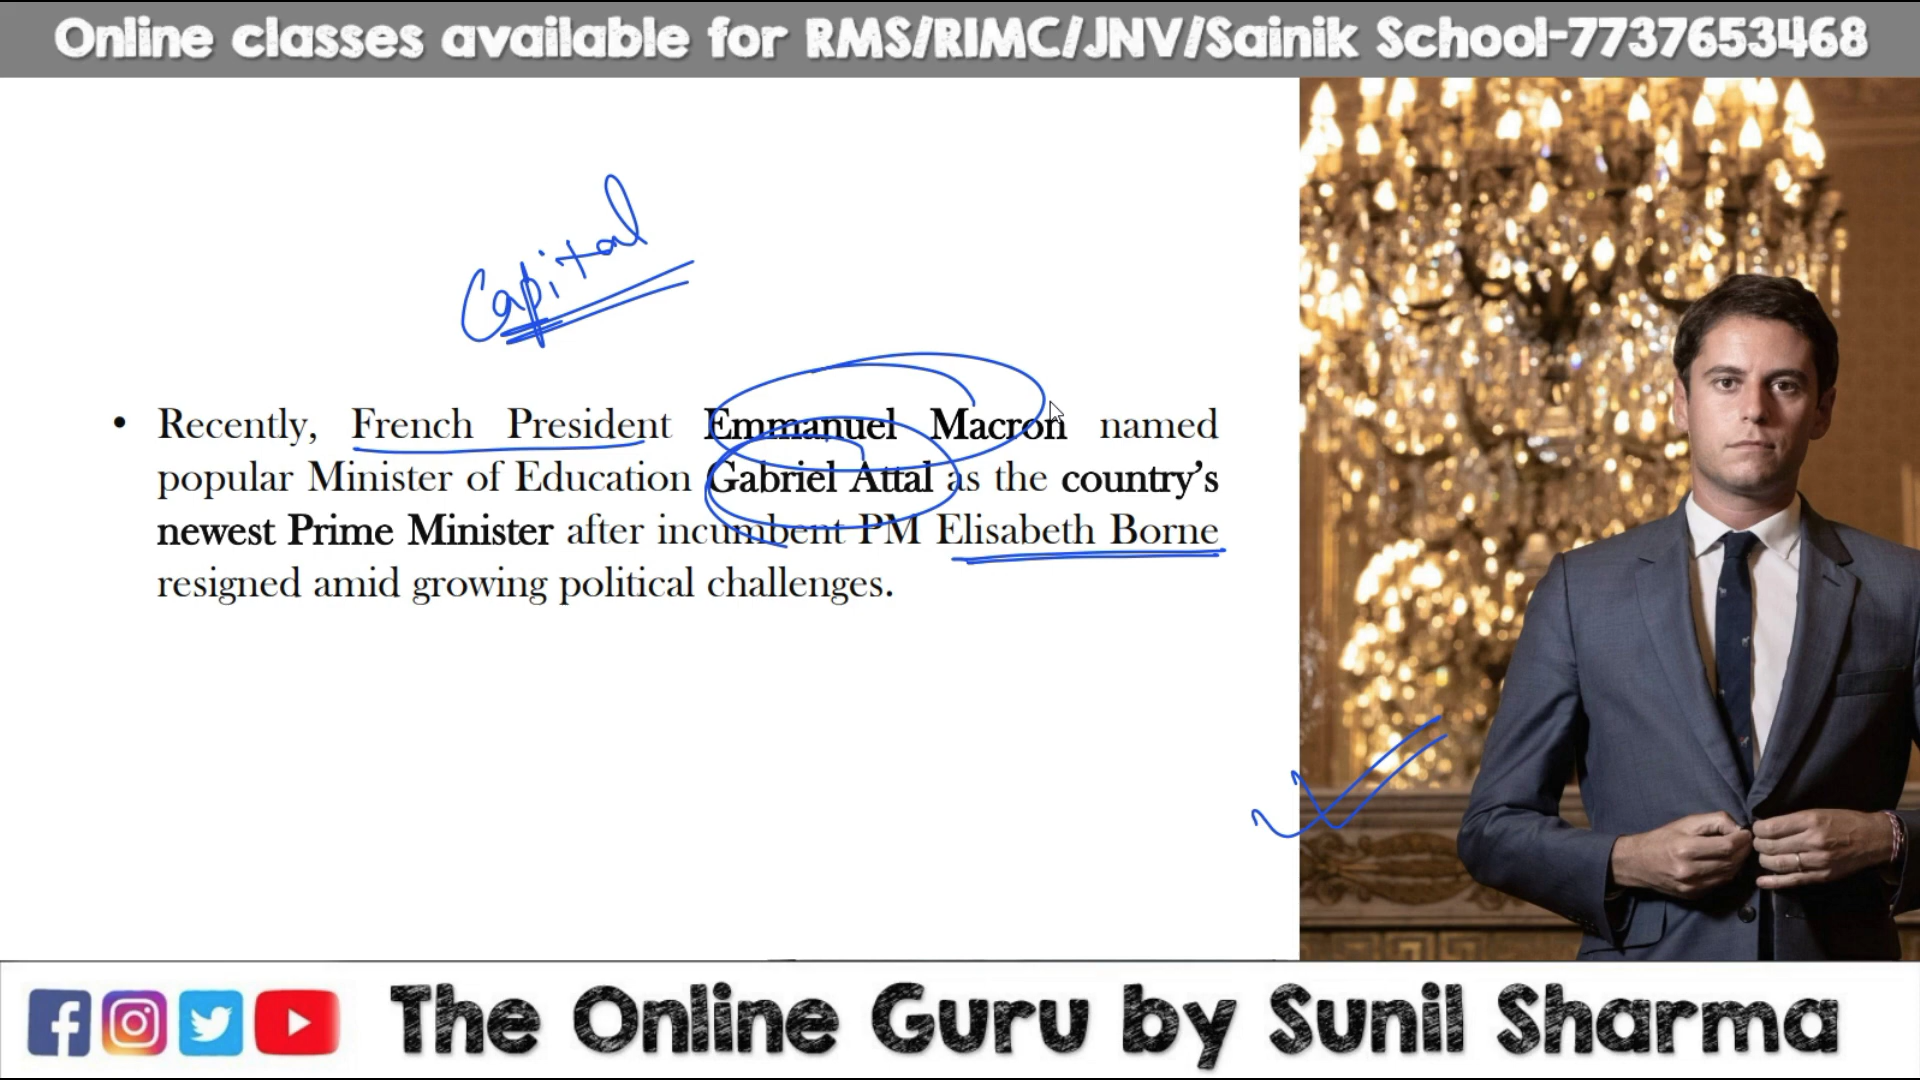 Online classes available for RMS/RIMC/JNV/Sainik School-7737653468
Capital
• Recently, French President Emmanuel Macron named
popular Minister of Education Gabriel Attal as the country’s
newest Prime Minister after incumbent PM Elisabeth Borne
resigned amid growing political challenges.
The Online Guru by Sunil Sharma